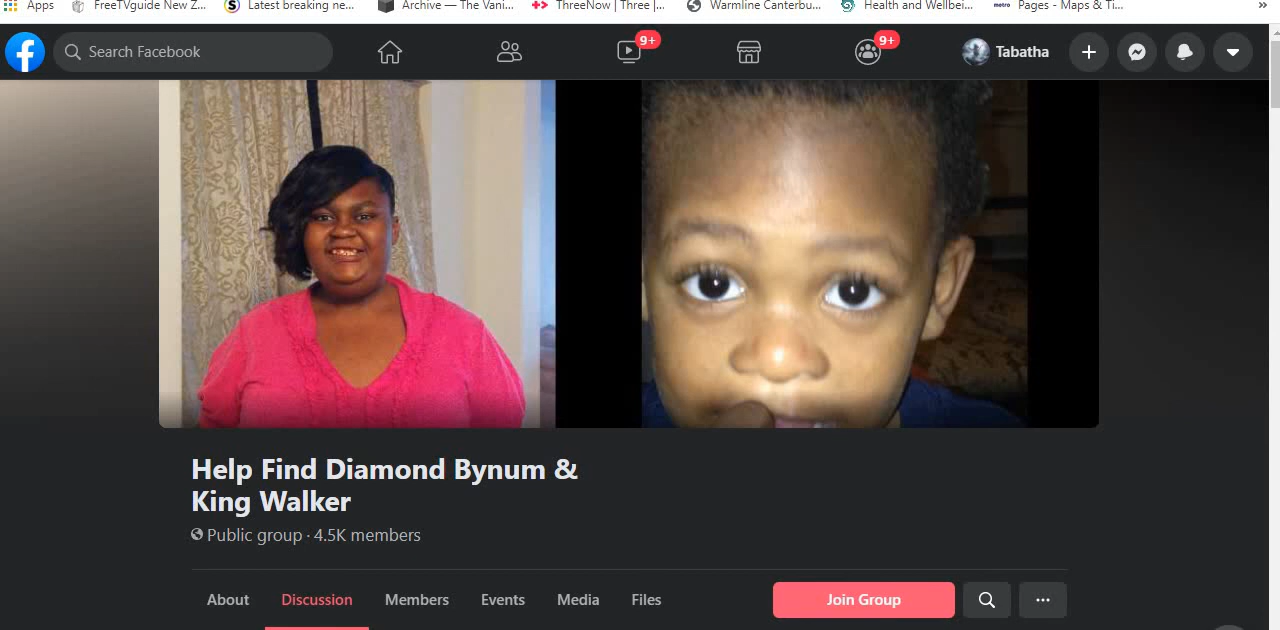 Apps FreeTVguide New Z... Latest breaking ne... Archive — The Vani... ThreeNow | Three |... Warmline Canterbu... Health and Wellbei... metro Pages - Maps & Ti... »
f Search Facebook 9+ 9+ Tabatha
Help Find Diamond Bynum &
King Walker
Public group · 4.5K members
About Discussion Members Events Media Files Join Group ...